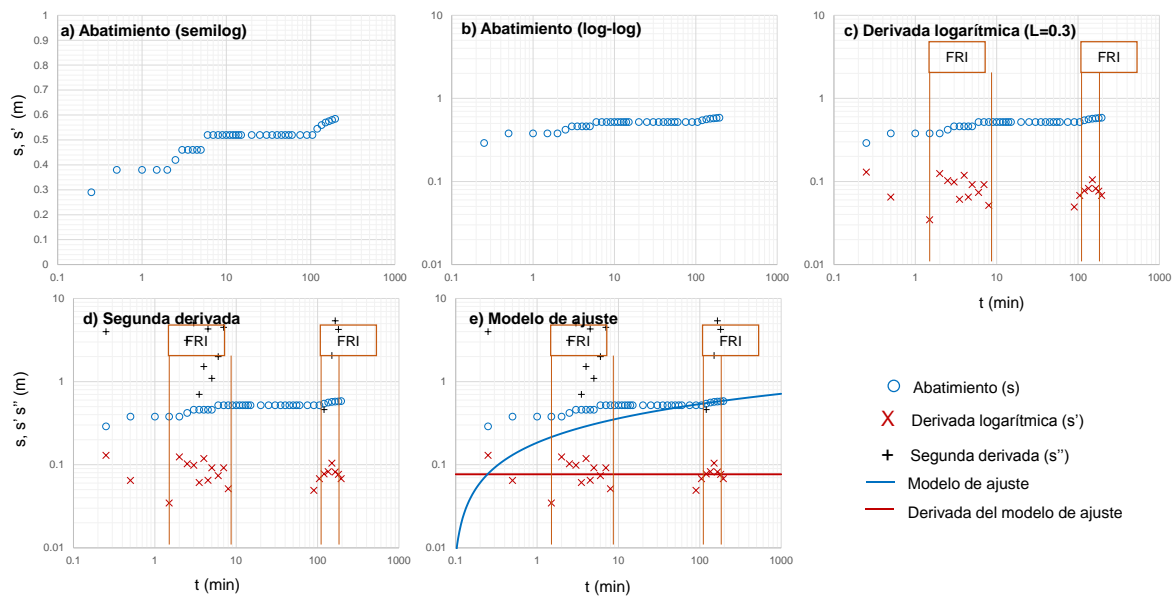 a) Abatimiento (semilog)
1
0.9
0.8
0.7
0.6
0.5
0.4
0.3
0.2
0.1
0
s, s' (m)
0.1
1
10
100
1000
b) Abatimiento (log-log)
10
1
0.1
0.01
0.1
1
10
100
1000
c) Derivada logarítmica (L=0.3)
FRI
FRI
10
1
0.1
0.01
0.1
1
10
100
1000
t (min)
d) Segunda derivada
FRI
FRI
10
1
0.1
0.01
s, s’, s’’ (m)
0.1
1
10
100
1000
t (min)
e) Modelo de ajuste
FRI
FRI
10
1
0.1
0.01
0.1
1
10
100
1000
t (min)
Abatimiento (s)
Derivada logarítmica (s’)
Segunda derivada (s’’)
Modelo de ajuste
Derivada del modelo de ajuste